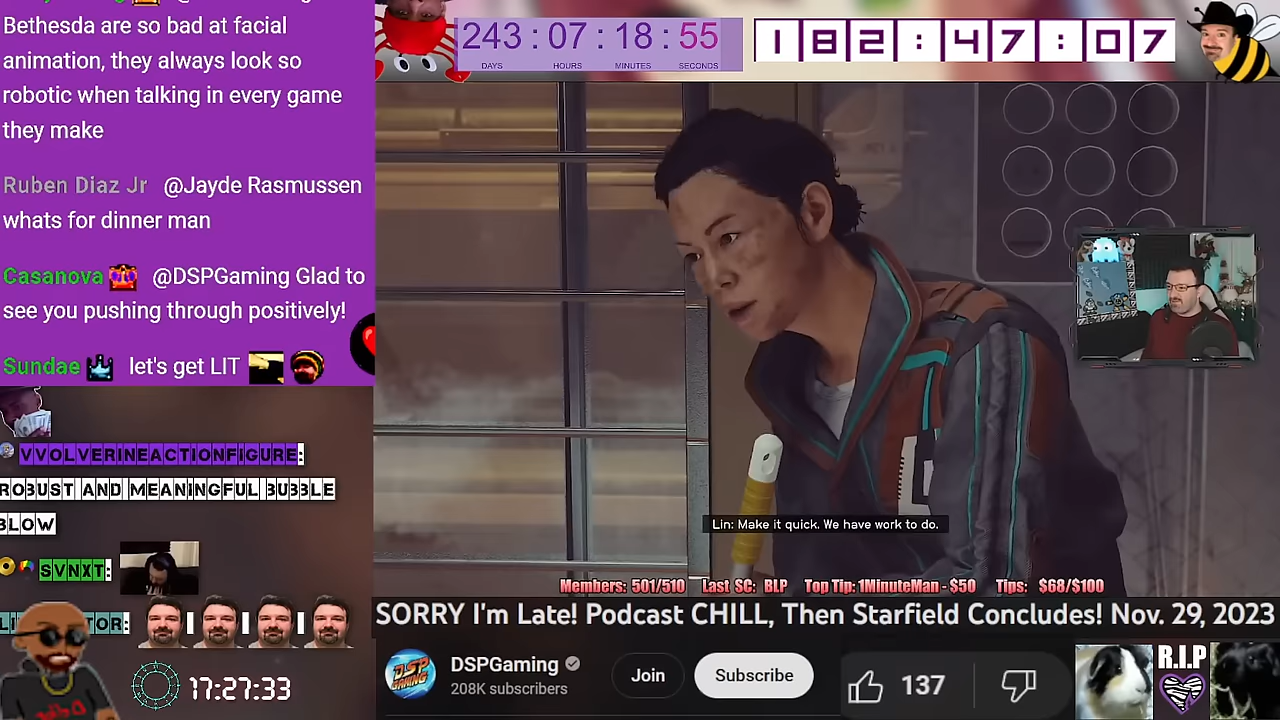 Bethesda are so bad at facial
animation, they always look so
robotic when talking in every game
they make
Ruben Diaz Jr @Jayde Rasmussen
whats for dinner man
Casanova @DSPGaming Glad to
see you pushing through positively!
Sundae let's get LIT
VVOLVERINEACTIONFIGURE:
ROBUST AND MEANINGFUL BUBBLE
BLOW
SVNXT:
17:27:33
243:07:18:55
DAYS HOURS MINUTES SECONDS
182:47:07
Lin: Make it quick. We have work to do.
Members: 501/510 Last SC: BLP Top Tip: 1MinuteMan - $50 Tips: $68/$100
SORRY I'm Late! Podcast CHILL, Then Starfield Concludes! Nov. 29, 2023
DSP GAMING
DSPGaming
208K subscribers
Join
Subscribe
137
R.I.P